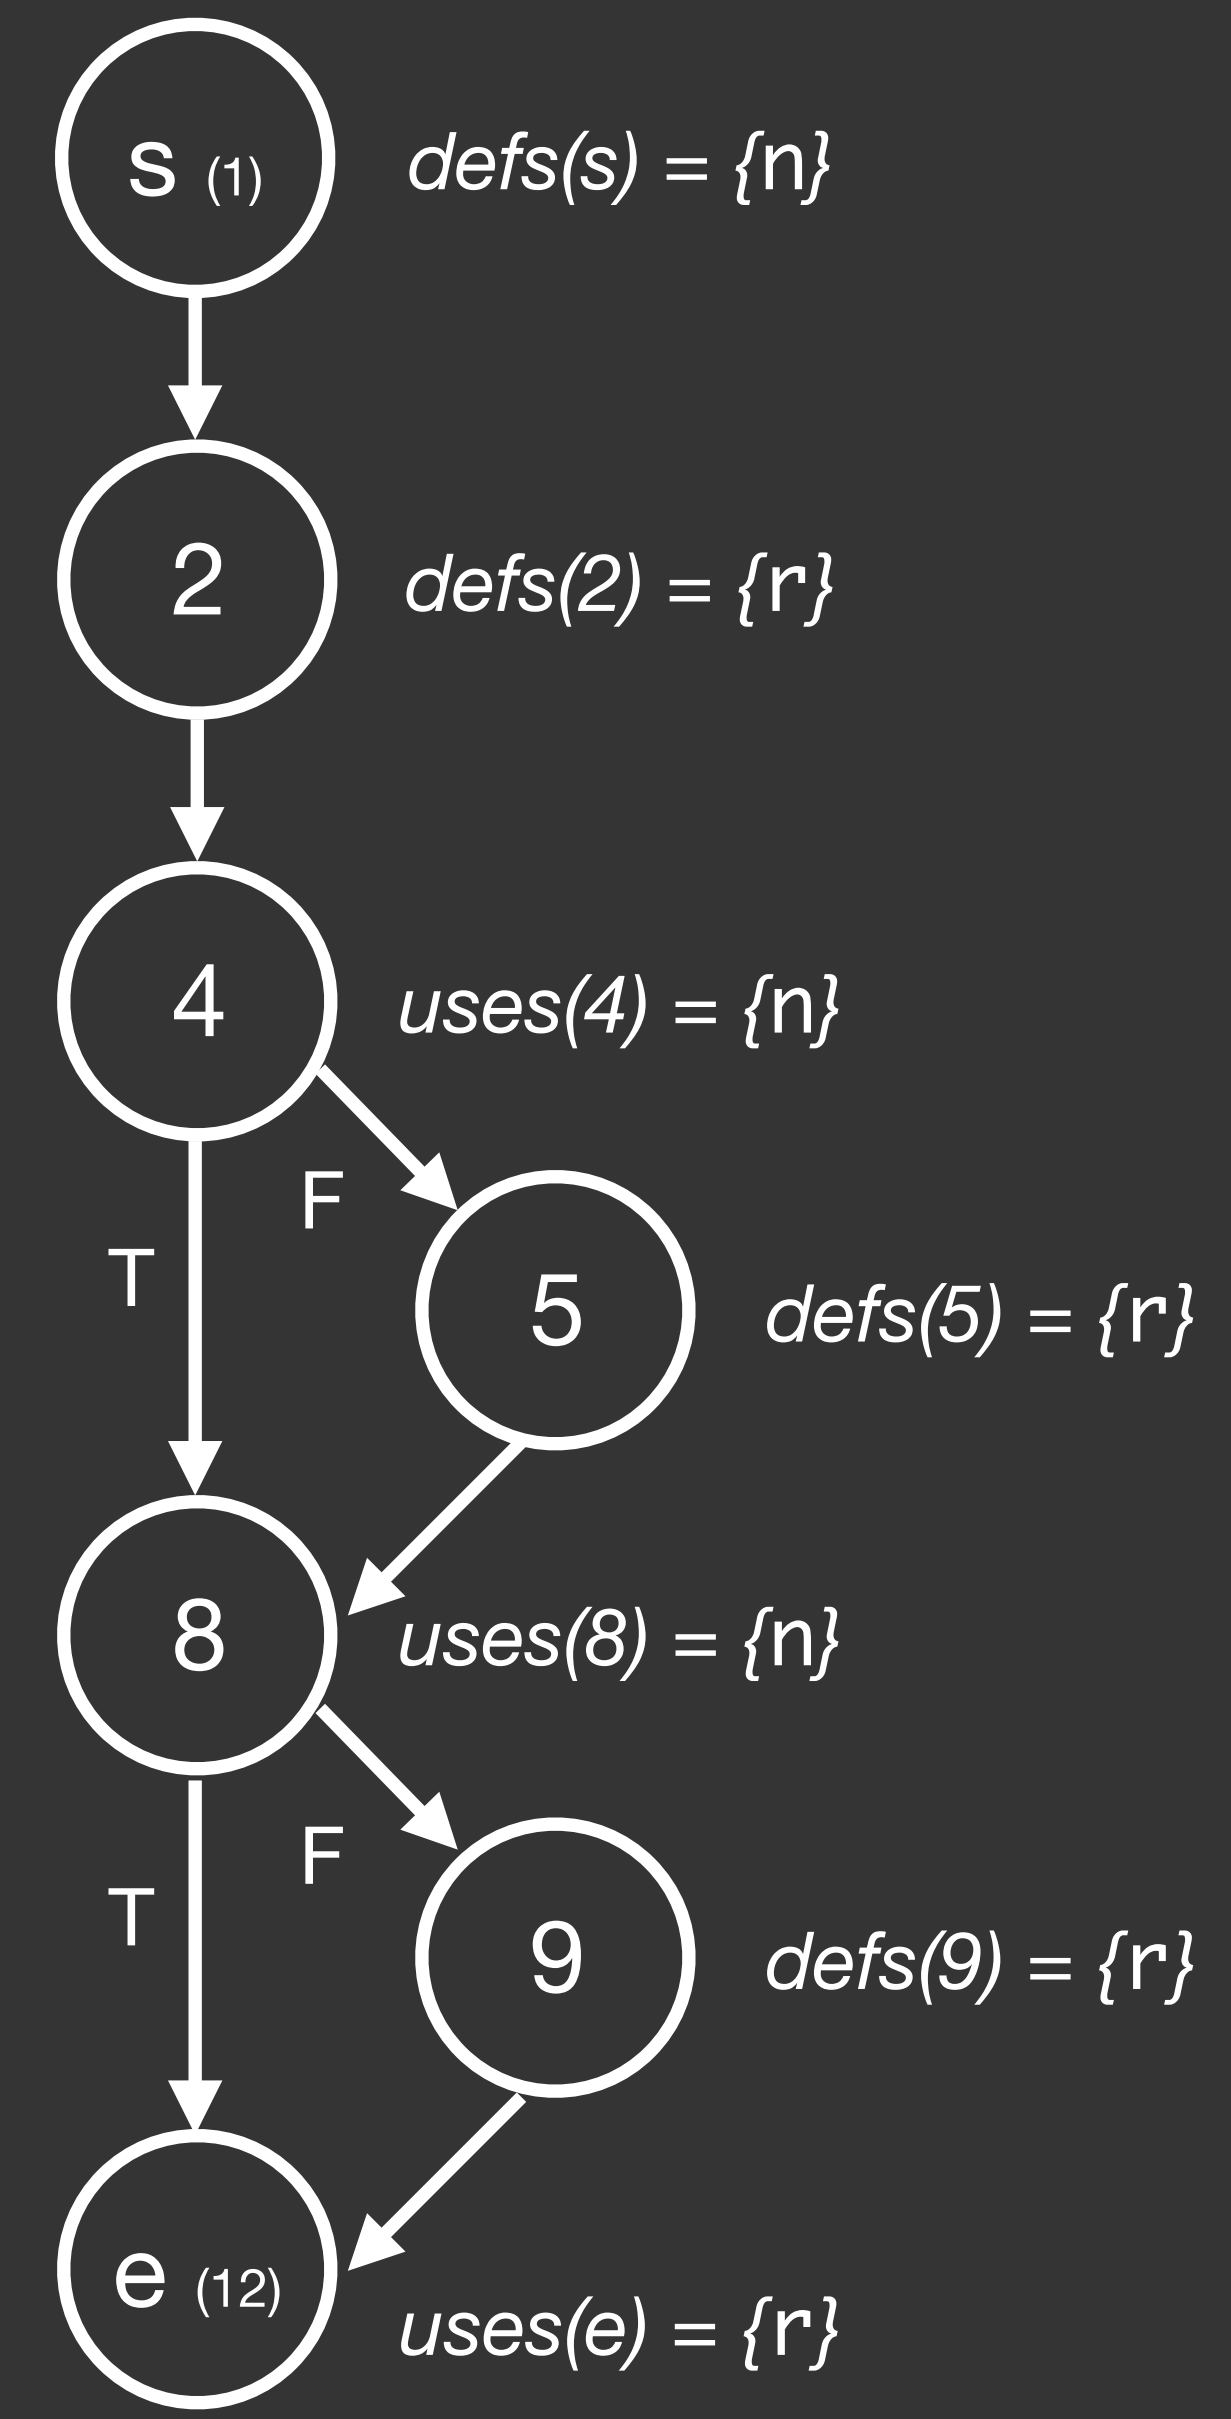 s (1) defs(s) = {n}
2 defs(2) = {r}
4 uses(4) = {n}
F
T
5 defs(5) = {r}
8 uses(8) = {n}
F
T
9 defs(9) = {r}
e (12) uses(e) = {r}